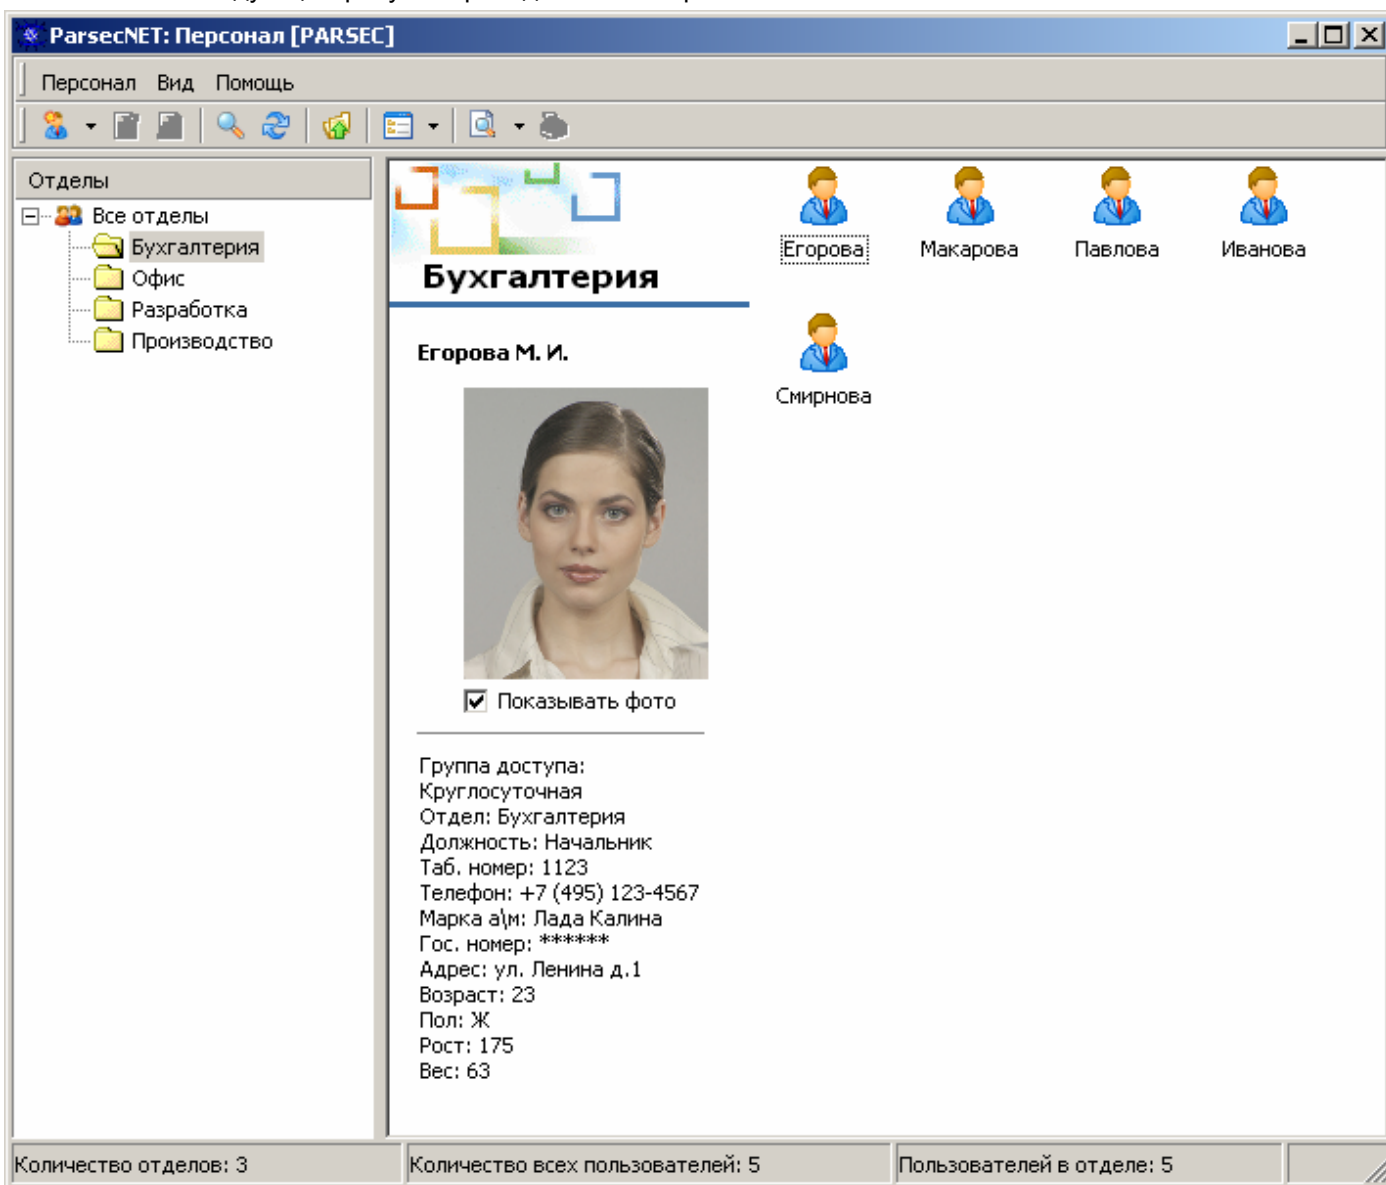 ParsecNET: Персонал [PARSEC]
Персонал Вид Помощь
Отделы
Все отделы
Бухгалтерия
Офис
Разработка
Производство
Бухгалтерия
Егорова М. И.
Показывать фото
Группа доступа:
Круглосуточная
Отдел: Бухгалтерия
Должность: Начальник
Таб. номер: 1123
Телефон: +7 (495) 123-4567
Марка а\м: Лада Калина
Гос. номер: ******
Адрес: ул. Ленина д.1
Возраст: 23
Пол: Ж
Рост: 175
Вес: 63
Егорова Макарова Павлова Иванова
Смирнова
Количество отделов: 3 Количество всех пользователей: 5 Пользователей в отделе: 5